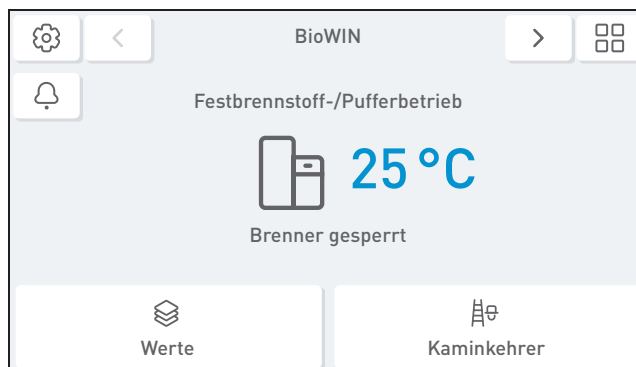 BioWIN
Festbrennstoff-/Pufferbetrieb
25 °C
Brenner gesperrt
Werte
Kaminkehrer